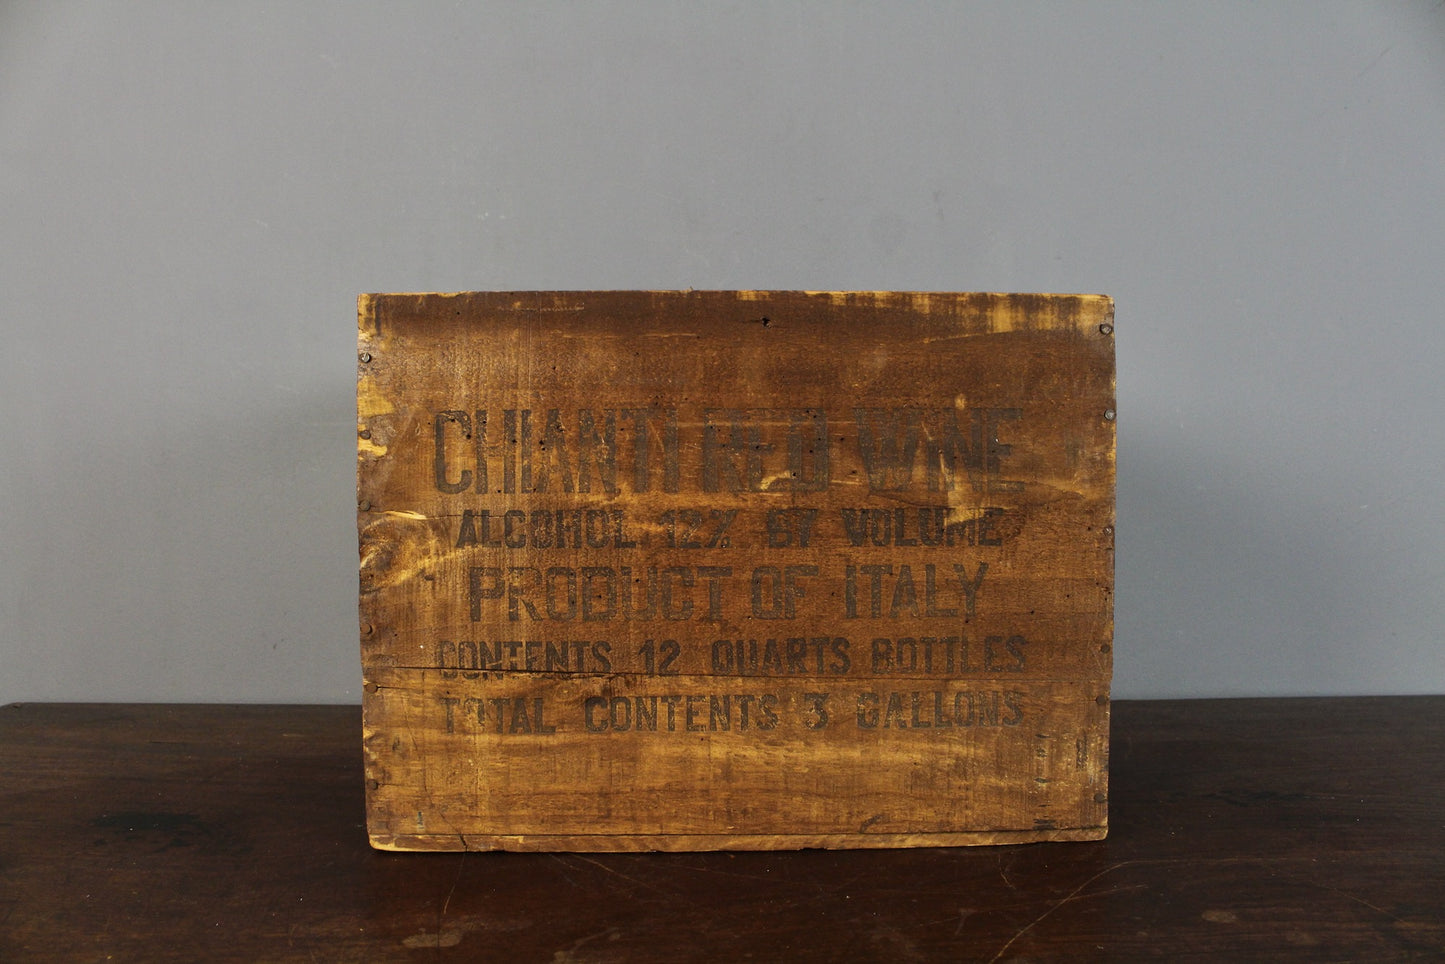 CHIANTI RED WINE
ALCOHOL 12% BY VOLUME
PRODUCT OF ITALY
CONTENTS 12 QUARTS BOTTLES
TOTAL CONTENTS 3 GALLONS